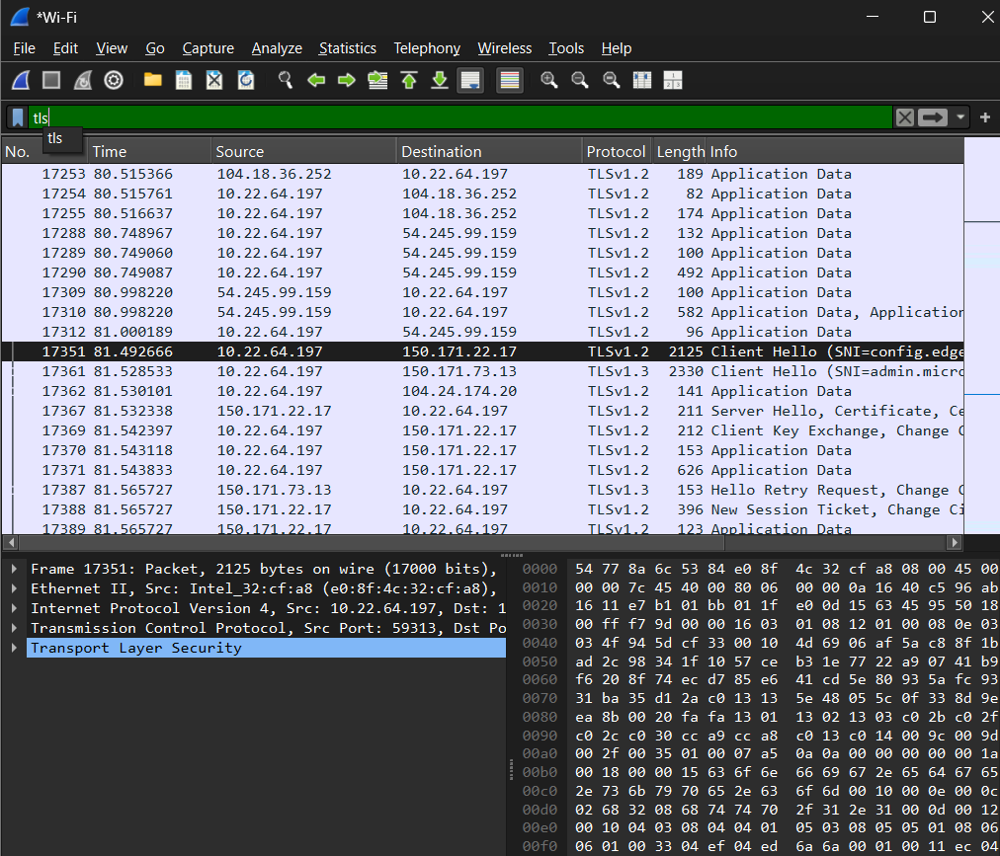 *Wi-Fi
File Edit View Go Capture Analyze Statistics Telephony Wireless Tools Help
tls
tls
No. Time Source Destination Protocol Length Info
17253 80.515366 104.18.36.252 10.22.64.197 TLSv1.2 189 Application Data
17254 80.515761 10.22.64.197 104.18.36.252 TLSv1.2 82 Application Data
17255 80.516637 10.22.64.197 104.18.36.252 TLSv1.2 174 Application Data
17288 80.748967 10.22.64.197 54.245.99.159 TLSv1.2 132 Application Data
17289 80.749060 10.22.64.197 54.245.99.159 TLSv1.2 100 Application Data
17290 80.749087 10.22.64.197 54.245.99.159 TLSv1.2 492 Application Data
17309 80.998220 54.245.99.159 10.22.64.197 TLSv1.2 100 Application Data
17310 80.998220 54.245.99.159 10.22.64.197 TLSv1.2 582 Application Data, Application
17312 81.000189 10.22.64.197 54.245.99.159 TLSv1.2 96 Application Data
17351 81.492666 10.22.64.197 150.171.22.17 TLSv1.2 2125 Client Hello (SNI=config.edge
17361 81.528533 10.22.64.197 150.171.73.13 TLSv1.3 2330 Client Hello (SNI=admin.micro
17362 81.530101 10.22.64.197 104.24.174.20 TLSv1.2 141 Application Data
17367 81.532338 150.171.22.17 10.22.64.197 TLSv1.2 211 Server Hello, Certificate, Ce
17369 81.542397 10.22.64.197 150.171.22.17 TLSv1.2 212 Client Key Exchange, Change C
17370 81.543118 10.22.64.197 150.171.22.17 TLSv1.2 153 Application Data
17371 81.543833 10.22.64.197 150.171.22.17 TLSv1.2 626 Application Data
17387 81.565727 150.171.73.13 10.22.64.197 TLSv1.3 153 Hello Retry Request, Change C
17388 81.565727 150.171.22.17 10.22.64.197 TLSv1.2 396 New Session Ticket, Change Ci
17389 81.565727 150.171.22.17 10.22.64.197 TLSv1.2 123 Application Data
Frame 17351: Packet, 2125 bytes on wire (17000 bits),
Ethernet II, Src: Intel_32:cf:a8 (e0:8f:4c:32:cf:a8),
Internet Protocol Version 4, Src: 10.22.64.197, Dst: 1
Transmission Control Protocol, Src Port: 59313, Dst Po
Transport Layer Security
0000 54 77 8a 6c 53 84 e0 8f 4c 32 cf a8 08 00 45 00
0010 00 00 7c 45 40 00 80 06 00 00 0a 16 40 c5 96 ab
0020 16 11 e7 b1 01 bb 01 1f e0 0d 15 63 45 95 50 18
0030 00 ff f7 9d 00 00 16 03 01 08 12 01 00 08 0e 03
0040 03 4f 94 5d cf 33 00 10 4d 69 06 af 5a c8 8f 1b
0050 ad 2c 98 34 1f 10 57 ce b3 1e 77 22 a9 07 41 b9
0060 f6 20 8f 74 ec d7 85 e6 41 cd 5e 80 93 5a fc 93
0070 31 ba 35 d1 2a c0 13 13 5e 48 05 5c 0f 33 8d 9e
0080 ea 8b 00 20 fa fa 13 01 13 02 13 03 c0 2b c0 2f
0090 c0 2c c0 30 cc a9 cc a8 c0 13 c0 14 00 9c 00 9d
00a0 00 2f 00 35 01 00 07 a5 0a 0a 00 00 00 00 00 1a
00b0 00 18 00 00 15 63 6f 6e 66 69 67 2e 65 64 67 65
00c0 2e 73 6b 79 70 65 2e 63 6f 6d 00 10 00 0e 00 0c
00d0 02 68 32 08 68 74 74 70 2f 31 2e 31 00 0d 00 12
00e0 00 10 04 03 08 04 04 01 05 03 08 05 05 01 08 06
00f0 06 01 00 33 04 ef 04 ed 6a 6a 00 01 00 11 ec 04